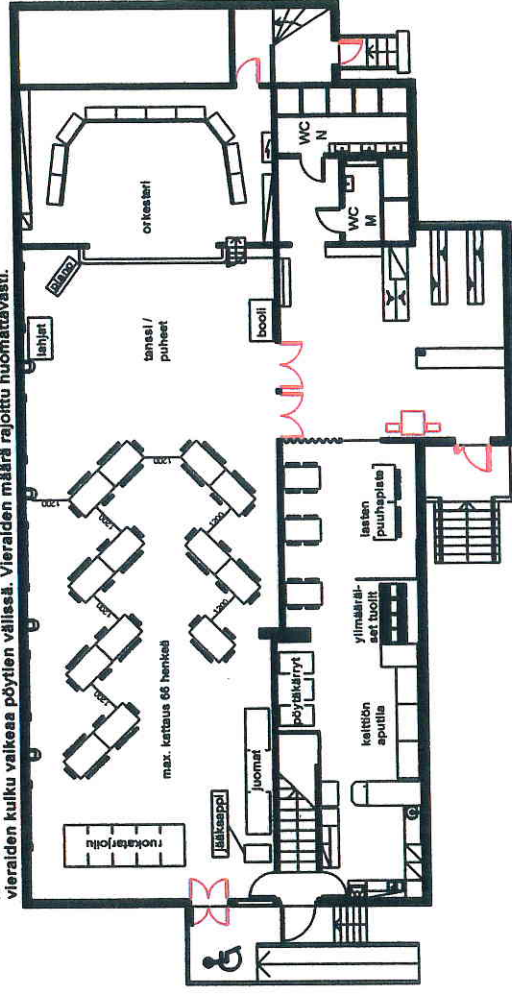 vieraiden kulku vaikeaa pöytien välissä. Vieraiden määrä rajoittu huomattavasti.
lahjat
piano
orkesteri
tanssi /
puheet
booli
WC
N
WC
M
1200
1200
1200
1200
1200
1200
1200
max. kattaus 66 henkeä
ruokatarjoilu
jääkaappi
juomat
pöytäkärryt
lasten
puuhapiste
ylimääräi-
set tuolit
keittiön
aputila